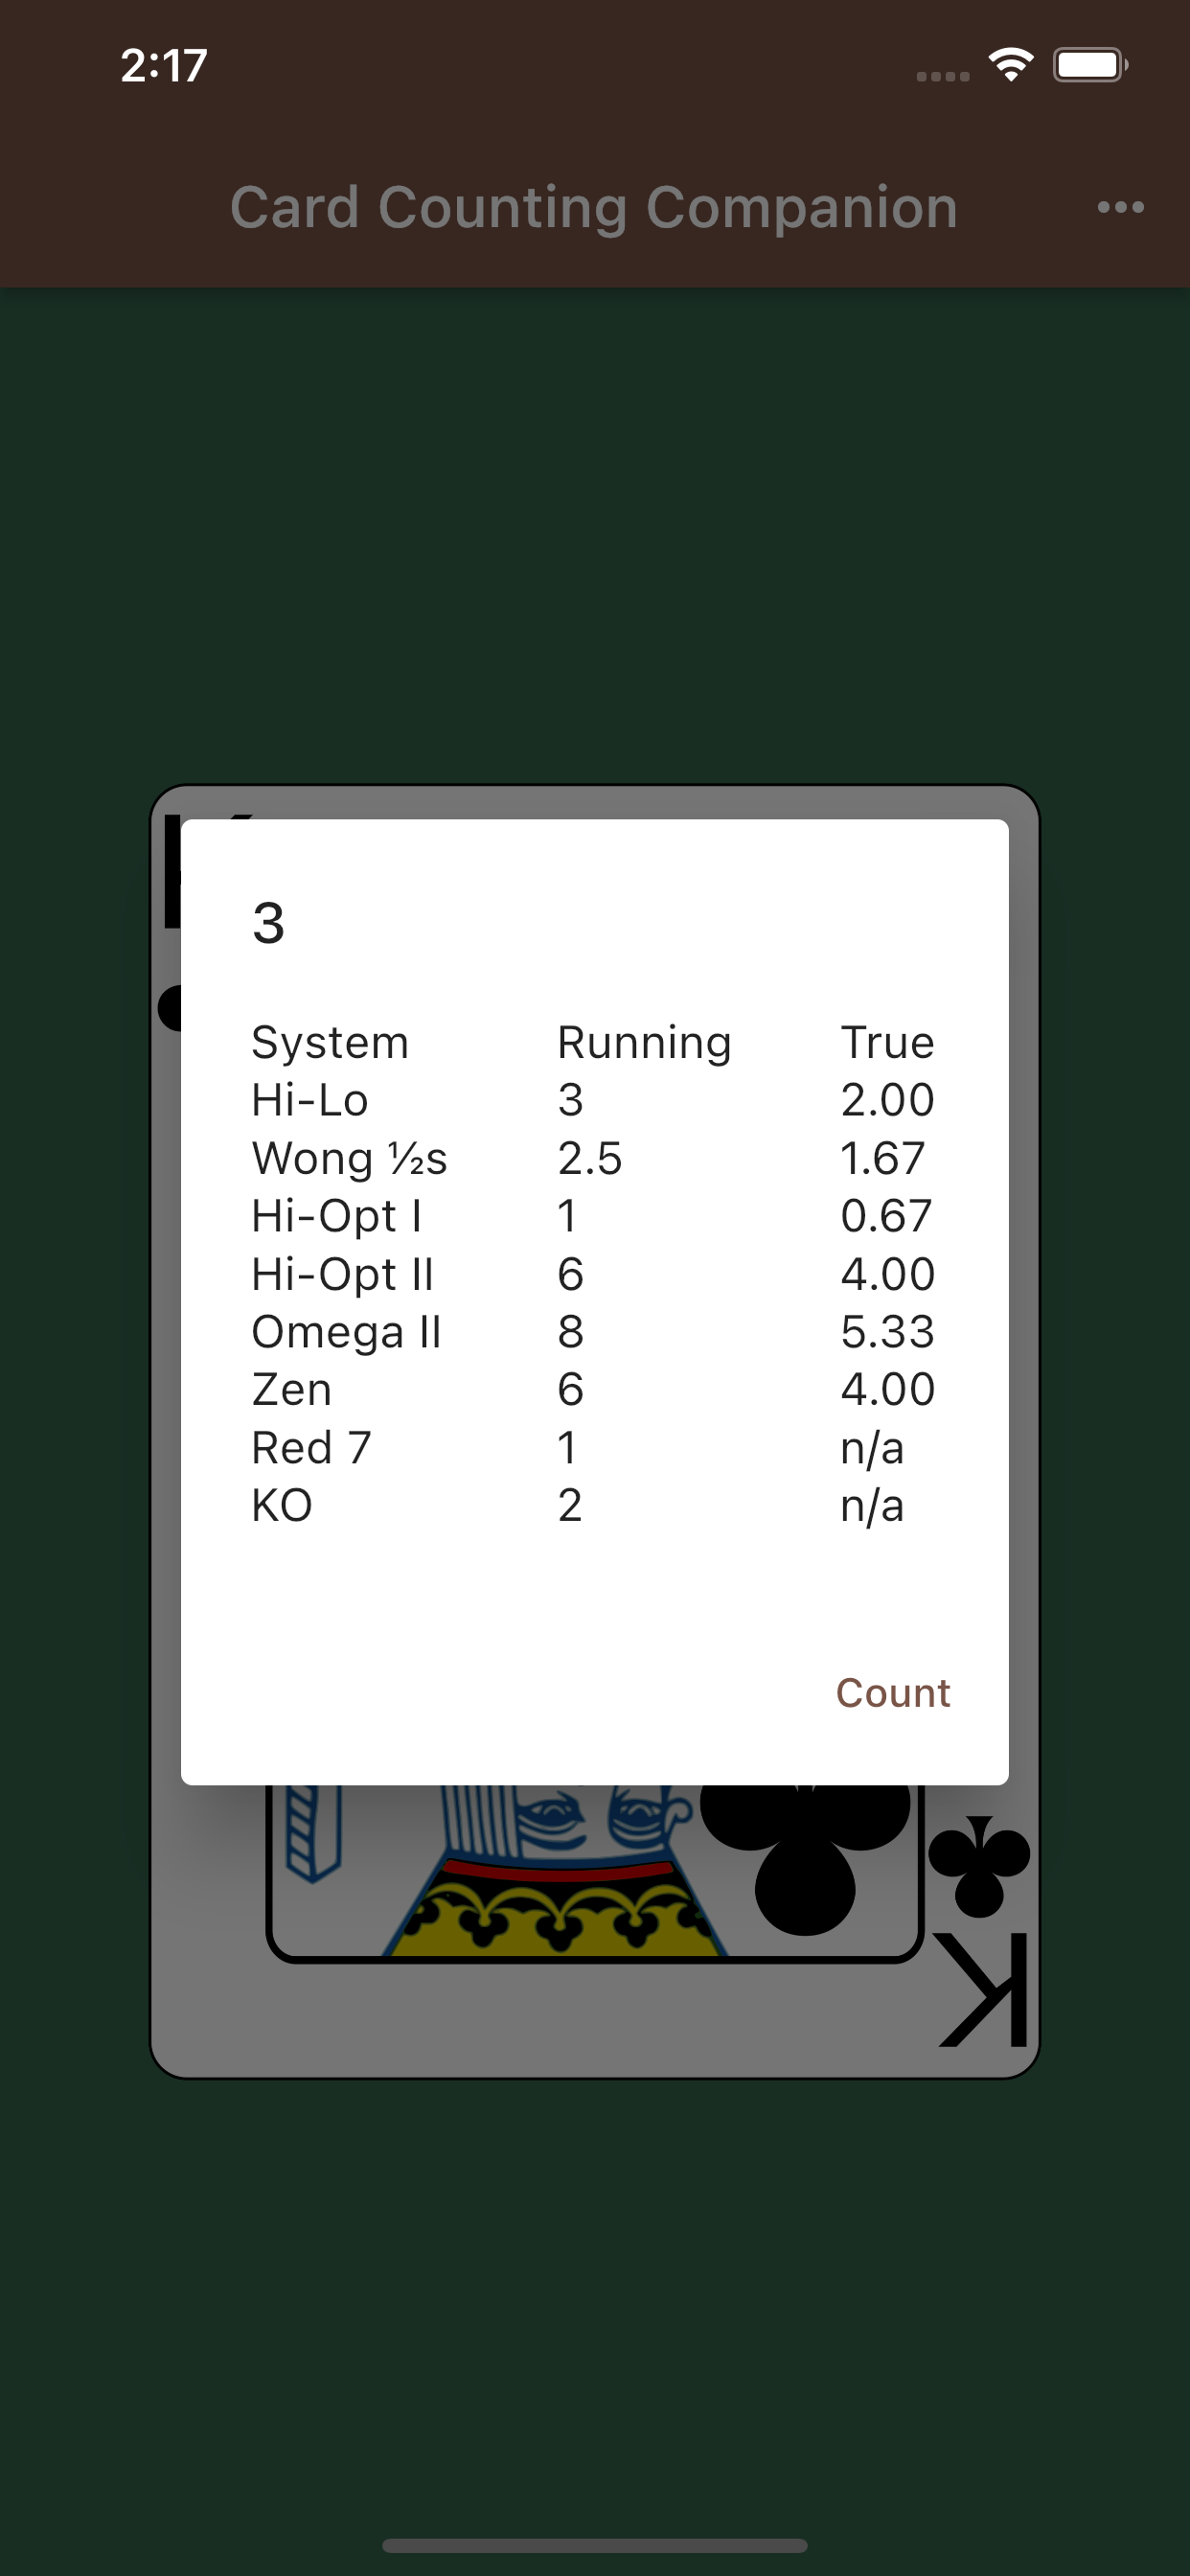 2:17
Card Counting Companion
3
System Running True
Hi-Lo 3 2.00
Wong ½s 2.5 1.67
Hi-Opt I 1 0.67
Hi-Opt II 6 4.00
Omega II 8 5.33
Zen 6 4.00
Red 7 1 n/a
KO 2 n/a
Count
K